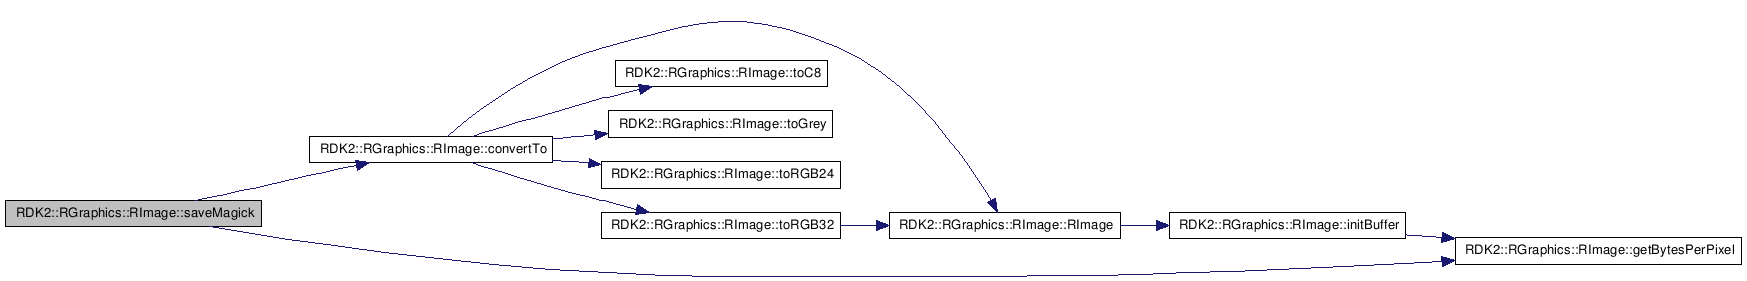 RDK2::RGraphics::RImage::toC8
RDK2::RGraphics::RImage::toGrey
RDK2::RGraphics::RImage::convertTo
RDK2::RGraphics::RImage::toRGB24
RDK2::RGraphics::RImage::saveMagick
RDK2::RGraphics::RImage::toRGB32
RDK2::RGraphics::RImage::RImage
RDK2::RGraphics::RImage::initBuffer
RDK2::RGraphics::RImage::getBytesPerPixel